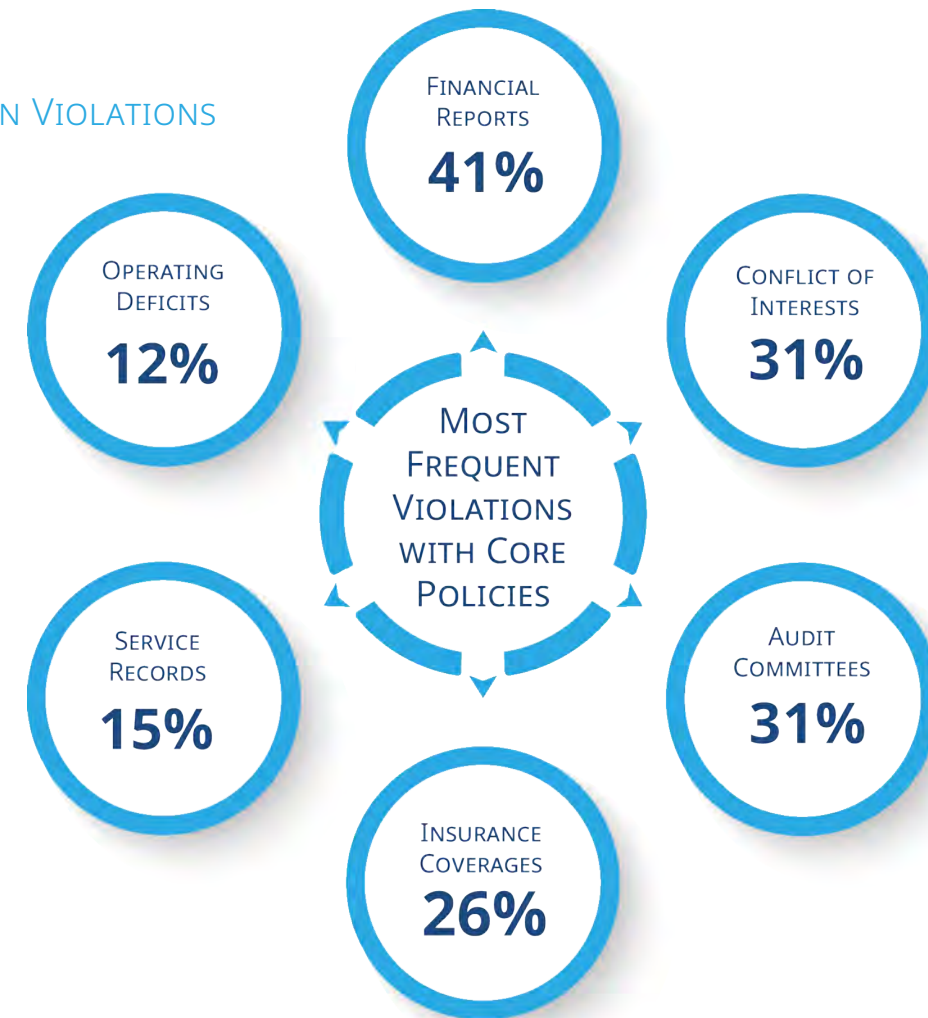 N VIOLATIONS
FINANCIAL
REPORTS
41%
CONFLICT OF
INTERESTS
31%
AUDIT
COMMITTEES
31%
INSURANCE
COVERAGES
26%
SERVICE
RECORDS
15%
OPERATING
DEFICITS
12%
MOST
FREQUENT
VIOLATIONS
WITH CORE
POLICIES